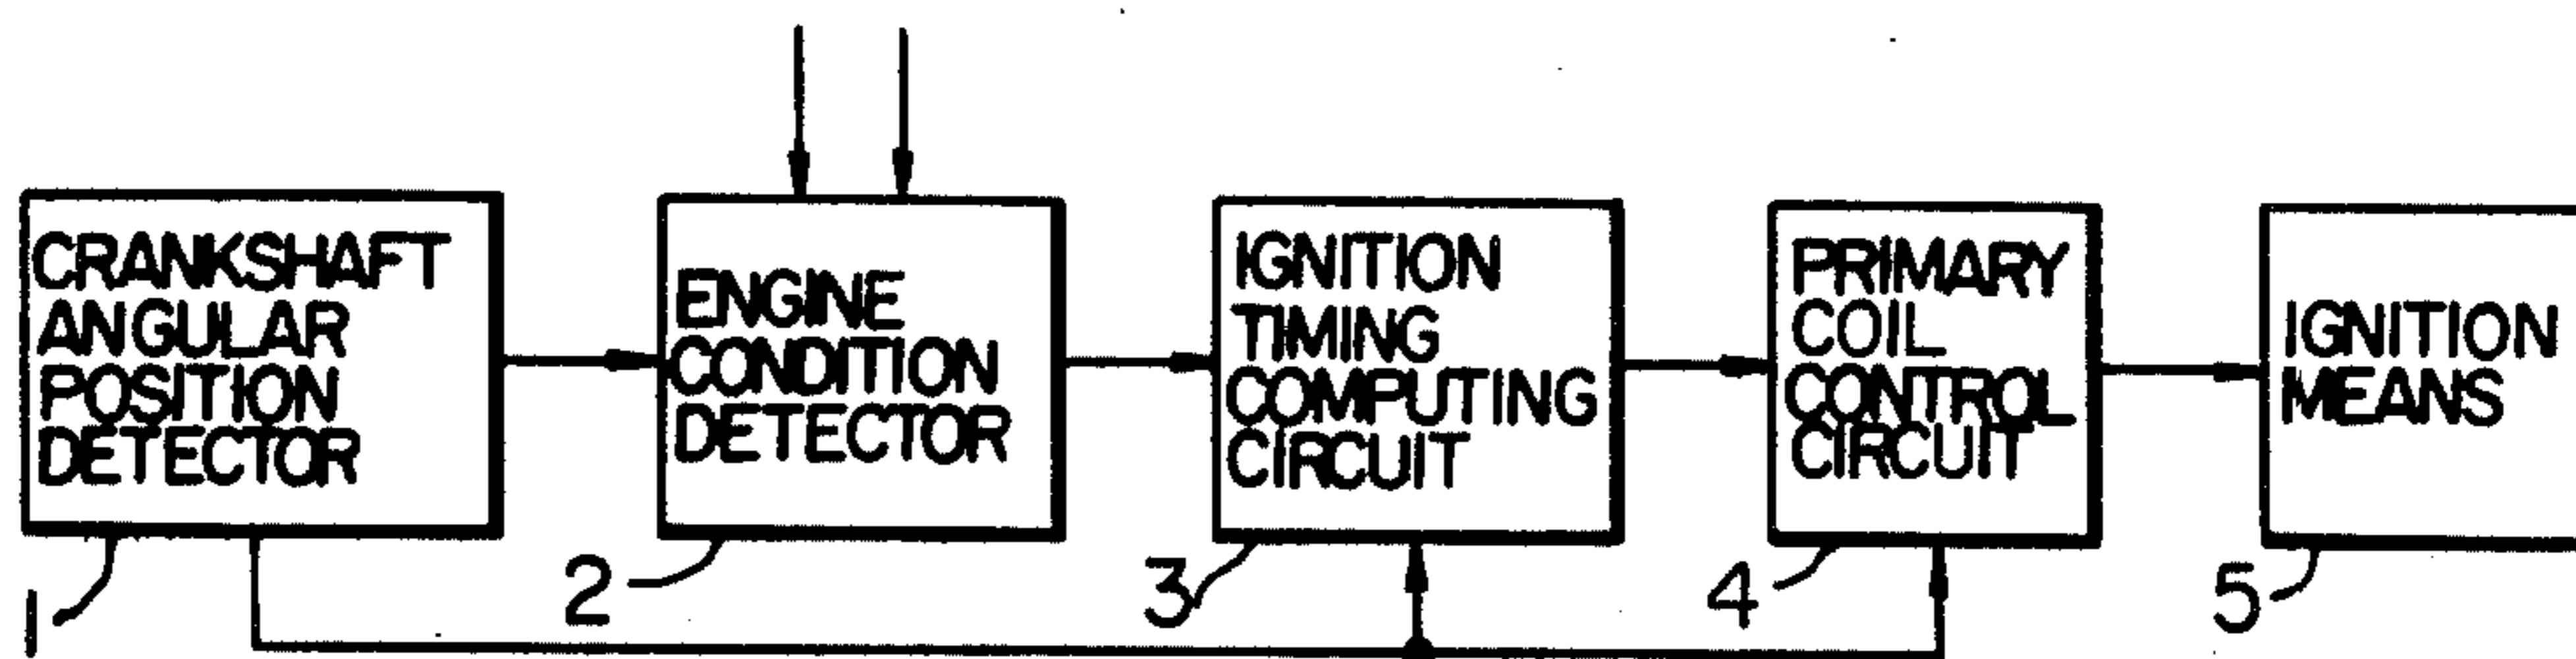 CRANKSHAFT
ANGULAR
POSITION
DETECTOR
ENGINE
CONDITION
DETECTOR
IGNITION
TIMING
COMPUTING
CIRCUIT
PRIMARY
COIL
CONTROL
CIRCUIT
IGNITION
MEANS
1
2
3
4
5